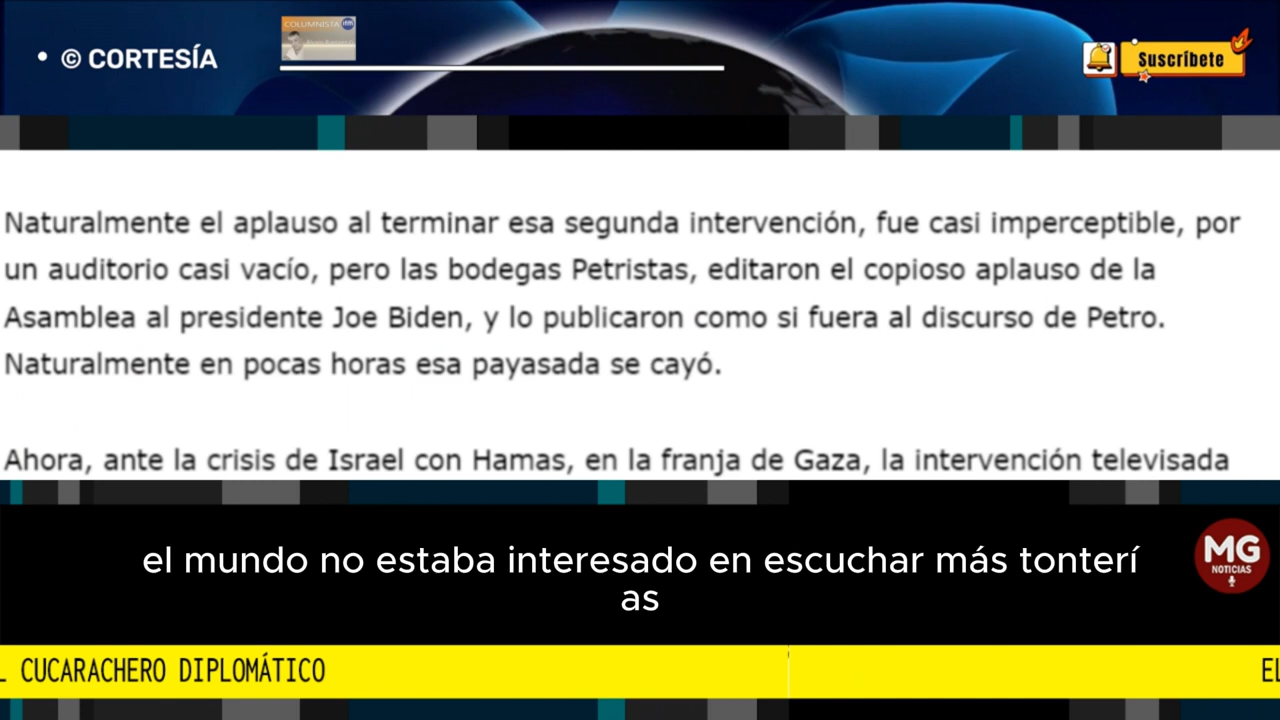 • © CORTESÍA
COLUMNISTA
Suscríbete
Naturalmente el aplauso al terminar esa segunda intervención, fue casi imperceptible, por
un auditorio casi vacío, pero las bodegas Petristas, editaron el copioso aplauso de la
Asamblea al presidente Joe Biden, y lo publicaron como si fuera al discurso de Petro.
Naturalmente en pocas horas esa payasada se cayó.
Ahora, ante la crisis de Israel con Hamas, en la franja de Gaza, la intervención televisada
el mundo no estaba interesado en escuchar más tonterí
as
MG
NOTICIAS
L CUCARACHERO DIPLOMÁTICO
EL